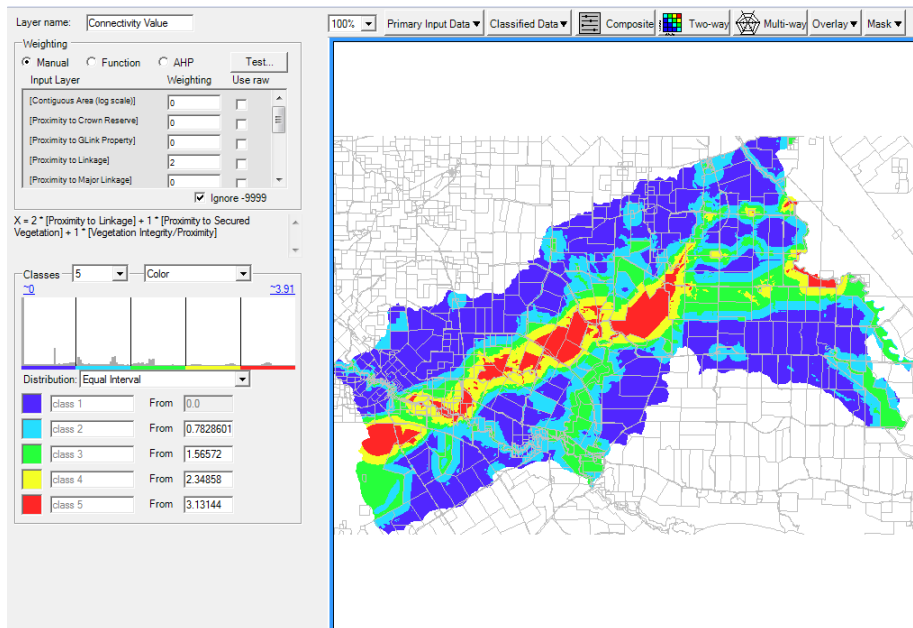 Layer name: Connectivity Value
100% Primary Input Data Classified Data Composite Two-way Multi-way Overlay Mask
Weighting
Manual Function AHP Test...
Input Layer Weighting Use raw
[Contiguous Area (log scale)] 0
[Proximity to Crown Reserve] 0
[Proximity to GLink Property] 0
[Proximity to Linkage] 2
[Proximity to Major Linkage] 0
Ignore -9999
X = 2 * [Proximity to Linkage] + 1 * [Proximity to Secured
Vegetation] + 1 * [Vegetation Integrity/Proximity]
Classes 5 Color
~0 ~3.91
Distribution: Equal Interval
class 1 From 0.0
class 2 From 0.7828601
class 3 From 1.56572
class 4 From 2.34858
class 5 From 3.13144